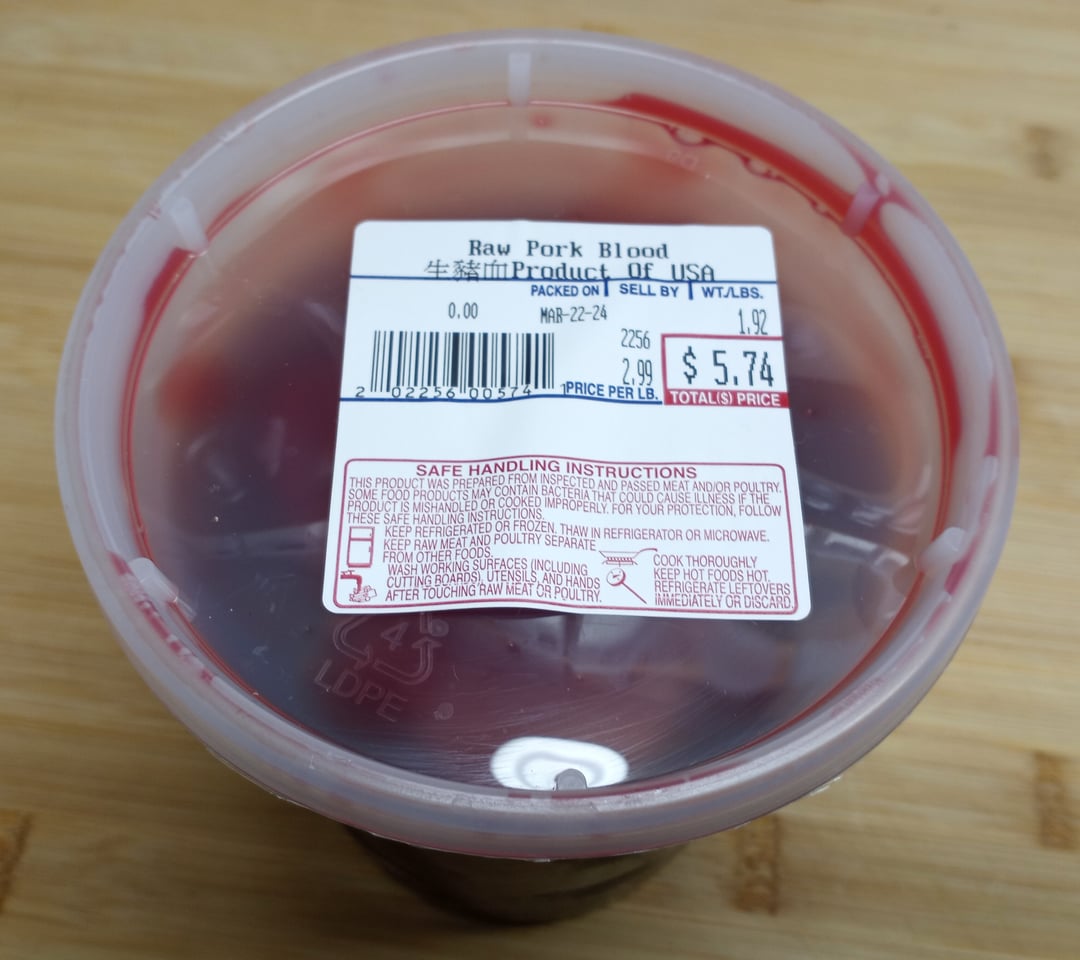 Raw Pork Blood
生豬血Product Of USA
PACKED ON SELL BY WT./LBS.
0.00 MAR-22-24 1.92
2256
2.99 $ 5.74
2 02256 00574 1 PRICE PER LB. TOTAL($) PRICE
SAFE HANDLING INSTRUCTIONS
THIS PRODUCT WAS PREPARED FROM INSPECTED AND PASSED MEAT AND/OR POULTRY.
SOME FOOD PRODUCTS MAY CONTAIN BACTERIA THAT COULD CAUSE ILLNESS IF THE
PRODUCT IS MISHANDLED OR COOKED IMPROPERLY. FOR YOUR PROTECTION, FOLLOW
THESE SAFE HANDLING INSTRUCTIONS.
KEEP REFRIGERATED OR FROZEN. THAW IN REFRIGERATOR OR MICROWAVE.
KEEP RAW MEAT AND POULTRY SEPARATE
FROM OTHER FOODS.
WASH WORKING SURFACES (INCLUDING
CUTTING BOARDS), UTENSILS, AND HANDS
AFTER TOUCHING RAW MEAT OR POULTRY.
COOK THOROUGHLY
KEEP HOT FOODS HOT.
REFRIGERATE LEFTOVERS
IMMEDIATELY OR DISCARD.
4
LDPE